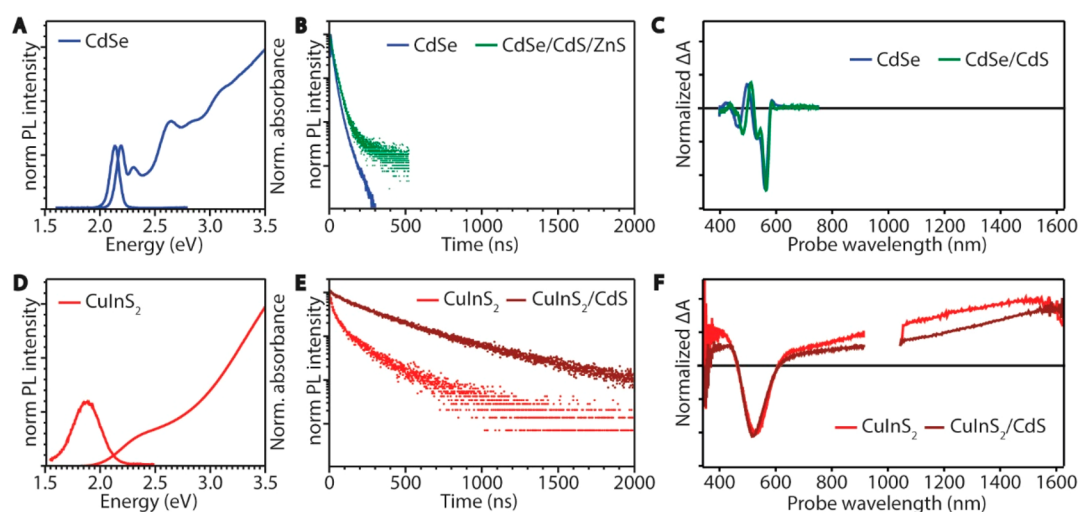 A
CdSe
norm PL intensity
Norm. absorbance
1.5 2.0 2.5 3.0 3.5
Energy (eV)
B
CdSe CdSe/CdS/ZnS
norm PL intensity
0 500 1000 1500 2000
Time (ns)
C
CdSe CdSe/CdS
Normalized ΔA
400 600 800 1000 1200 1400 1600
Probe wavelength (nm)
D
CuInS₂
norm PL intensity
Norm. absorbance
1.5 2.0 2.5 3.0 3.5
Energy (eV)
E
CuInS₂ CuInS₂/CdS
norm PL intensity
0 500 1000 1500 2000
Time (ns)
F
Normalized ΔA
CuInS₂ CuInS₂/CdS
400 600 800 1000 1200 1400 1600
Probe wavelength (nm)